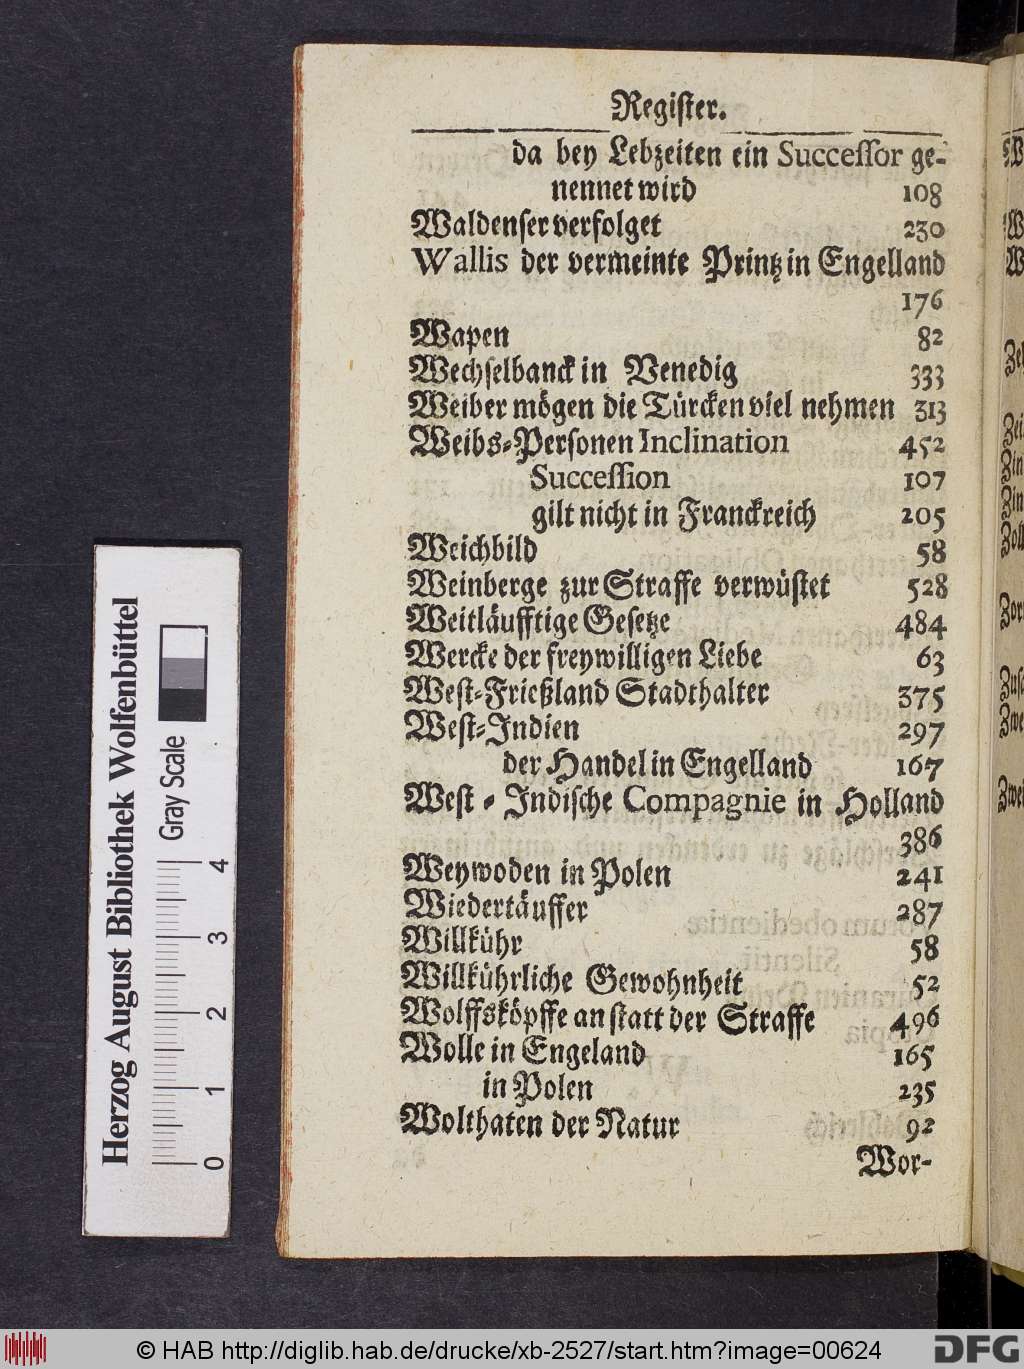 Register.
da bey Lebzeiten ein Successor ge-
nennet wird 108
Waldenser verfolget 230
Wallis der vermeinte Printz in Engelland
176
Wapen 82
Wechselbanck in Venedig 333
Weiber mögen die Türcken viel nehmen 313
Weibs-Personen Inclination 452
Succession 107
gilt nicht in Franckreich 205
Weichbild 58
Weinberge zur Straffe verwüstet 528
Weitläufftige Gesetze 484
Wercke der freywilligen Liebe 63
West-Frießland Stadthalter 375
West-Indien 297
der Handel in Engelland 167
West-Indische Compagnie in Holland
386
Weywoden in Polen 241
Wiedertäuffer 287
Willkühr 58
Willkührliche Gewohnheit 52
Wolffsköpffe an statt der Straffe 496
Wolle in Engeland 165
in Polen 235
Wolthaten der Natur 92
Wor-
Herzog August Bibliothek Wolfenbüttel
Gray Scale
0 1 2 3 4
© HAB http://diglib.hab.de/drucke/xb-2527/start.htm?image=00624
DFG